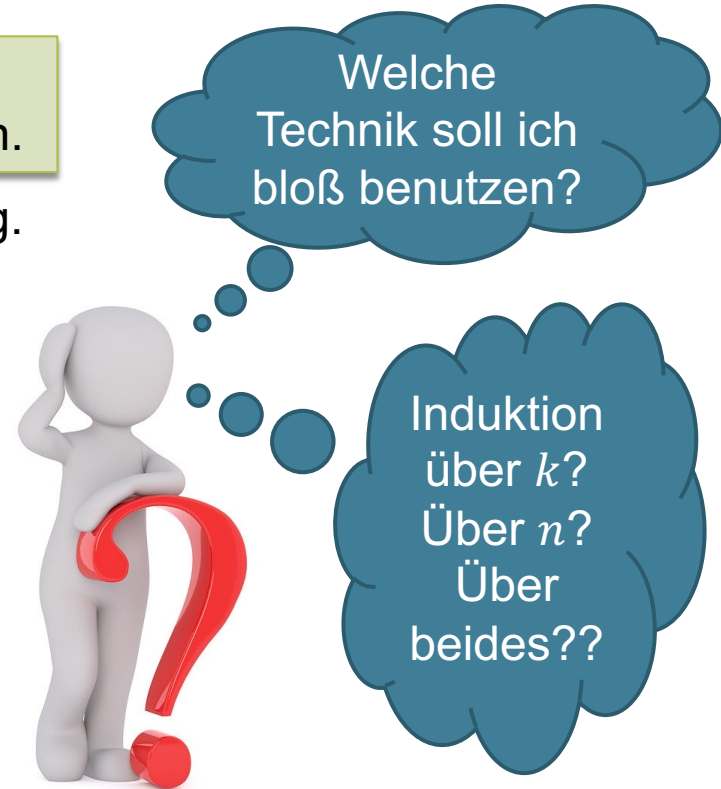 Welche
Technik soll ich
bloß benutzen?
Induktion
über k?
Über n?
Über
beides??